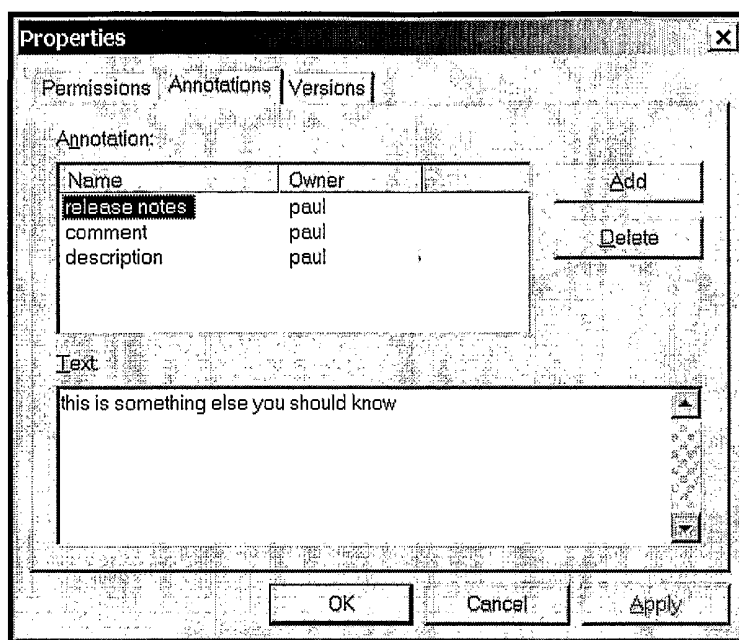 Properties
Permissions Annotations Versions
Annotation:
Name Owner
release notes paul
comment paul
description paul
Add
Delete
Text
this is something else you should know
OK Cancel Apply